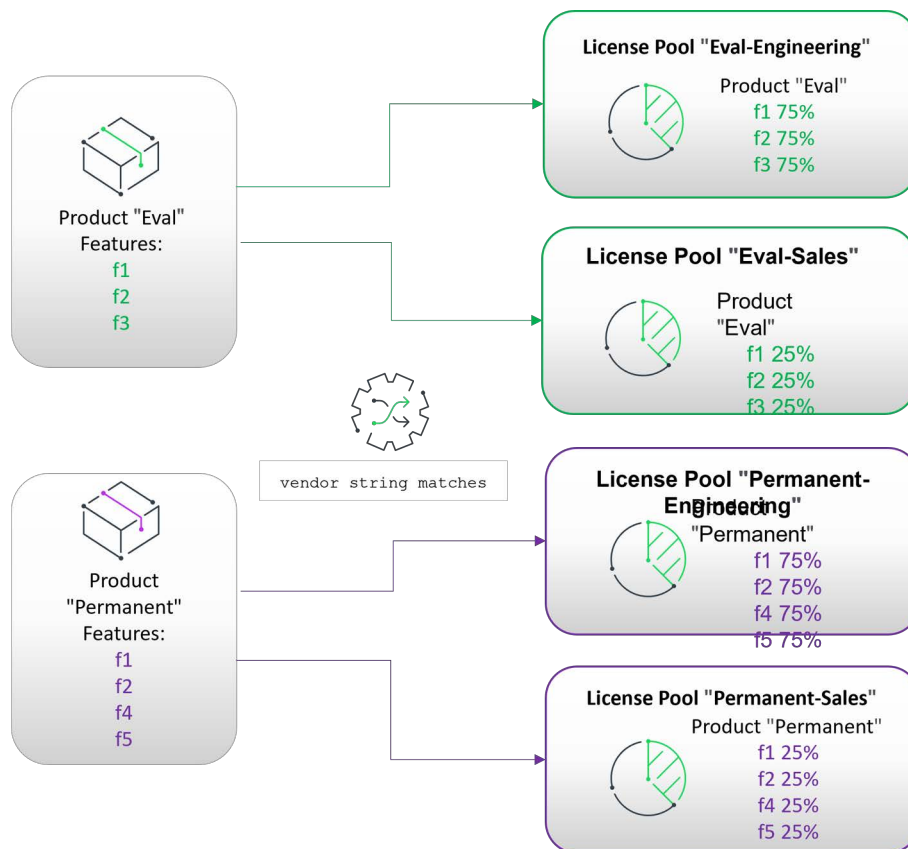 Product "Eval"
Features:
f1
f2
f3
License Pool "Eval-Engineering"
Product "Eval"
f1 75%
f2 75%
f3 75%
License Pool "Eval-Sales"
Product
"Eval"
f1 25%
f2 25%
f3 25%
vendor string matches
Product
"Permanent"
Features:
f1
f2
f4
f5
License Pool "Permanent-
Engineering"
Product
"Permanent"
f1 75%
f2 75%
f4 75%
f5 75%
License Pool "Permanent-Sales"
Product "Permanent"
f1 25%
f2 25%
f4 25%
f5 25%